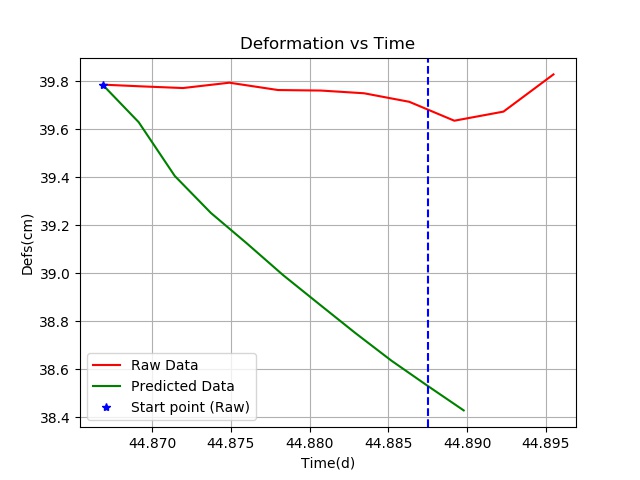 Deformation vs Time
Defs(cm)
39.8
39.6
39.4
39.2
39.0
38.8
38.6
38.4
Raw Data
Predicted Data
Start point (Raw)
44.870 44.875 44.880 44.885 44.890 44.895
Time(d)